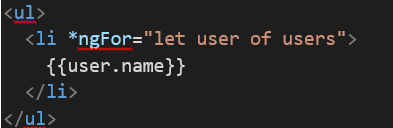 <ul>
  <li *ngFor="let user of users">
    {{user.name}}
  </li>
</ul>